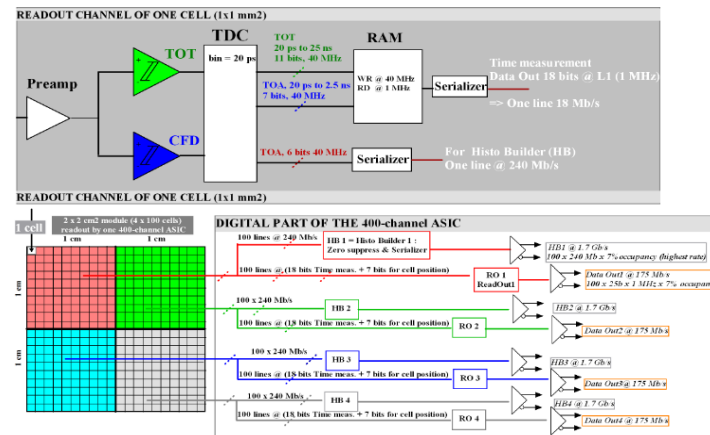 READOUT CHANNEL OF ONE CELL (1x1 mm2)
Preamp
TOT
CFD
TDC
bin = 20 ps
TOT
20 ps to 25 ns
11 bits, 40 MHz
TOA, 20 ps to 2.5 ns
7 bits, 40 MHz
TOA, 6 bits 40 MHz
RAM
WR @ 40 MHz
RD @ 1 MHz
Serializer
Time measurement
Data Out 18 bits @ L1 (1 MHz)
=> One line 18 Mb/s
Serializer
For Histo Builder (HB)
One line @ 240 Mb/s
READOUT CHANNEL OF ONE CELL (1x1 mm2)
1 cell
2 x 2 cm2 module (4 x 100 cells)
readout by one 400-channel ASIC
1 cm
1 cm
1 cm
1 cm
DIGITAL PART OF THE 400-channel ASIC
100 lines @ 240 Mb/s
HB 1 = Histo Builder 1 :
Zero suppress & Serializer
HB1 @ 1.7 Gb/s
100 x 240 Mb x 7% occupancy (highest rate)
100 lines @ (18 bits Time meas. + 7 bits for cell position)
RO 1
ReadOut1
Data Out1 @ 175 Mb/s
100 x 25b x 1 MHz x 7% occupan
100 x 240 Mb/s
HB 2
HB2 @ 1.7 Gb/s
100 lines @ (18 bits Time meas. + 7 bits for cell position)
RO 2
Data Out2 @ 175 Mb/s
100 x 240 Mb/s
HB 3
HB3 @ 1.7 Gb/s
100 lines @ (18 bits Time meas. + 7 bits for cell position)
RO 3
Data Out3 @ 175 Mb/s
100 x 240 Mb/s
HB 4
HB4 @ 1.7 Gb/s
100 lines @ (18 bits Time meas. + 7 bits for cell position)
RO 4
Data Out4 @ 175 Mb/s